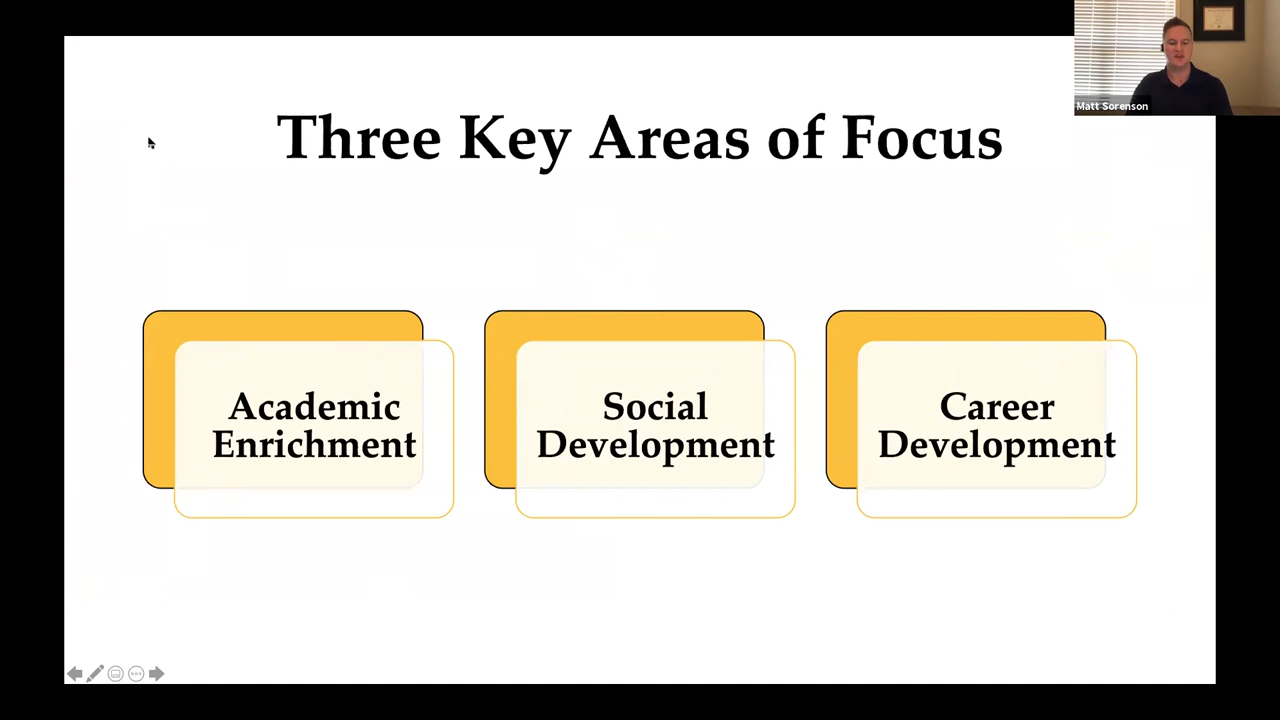 Matt Sorenson
Three Key Areas of Focus
Academic
Enrichment
Social
Development
Career
Development